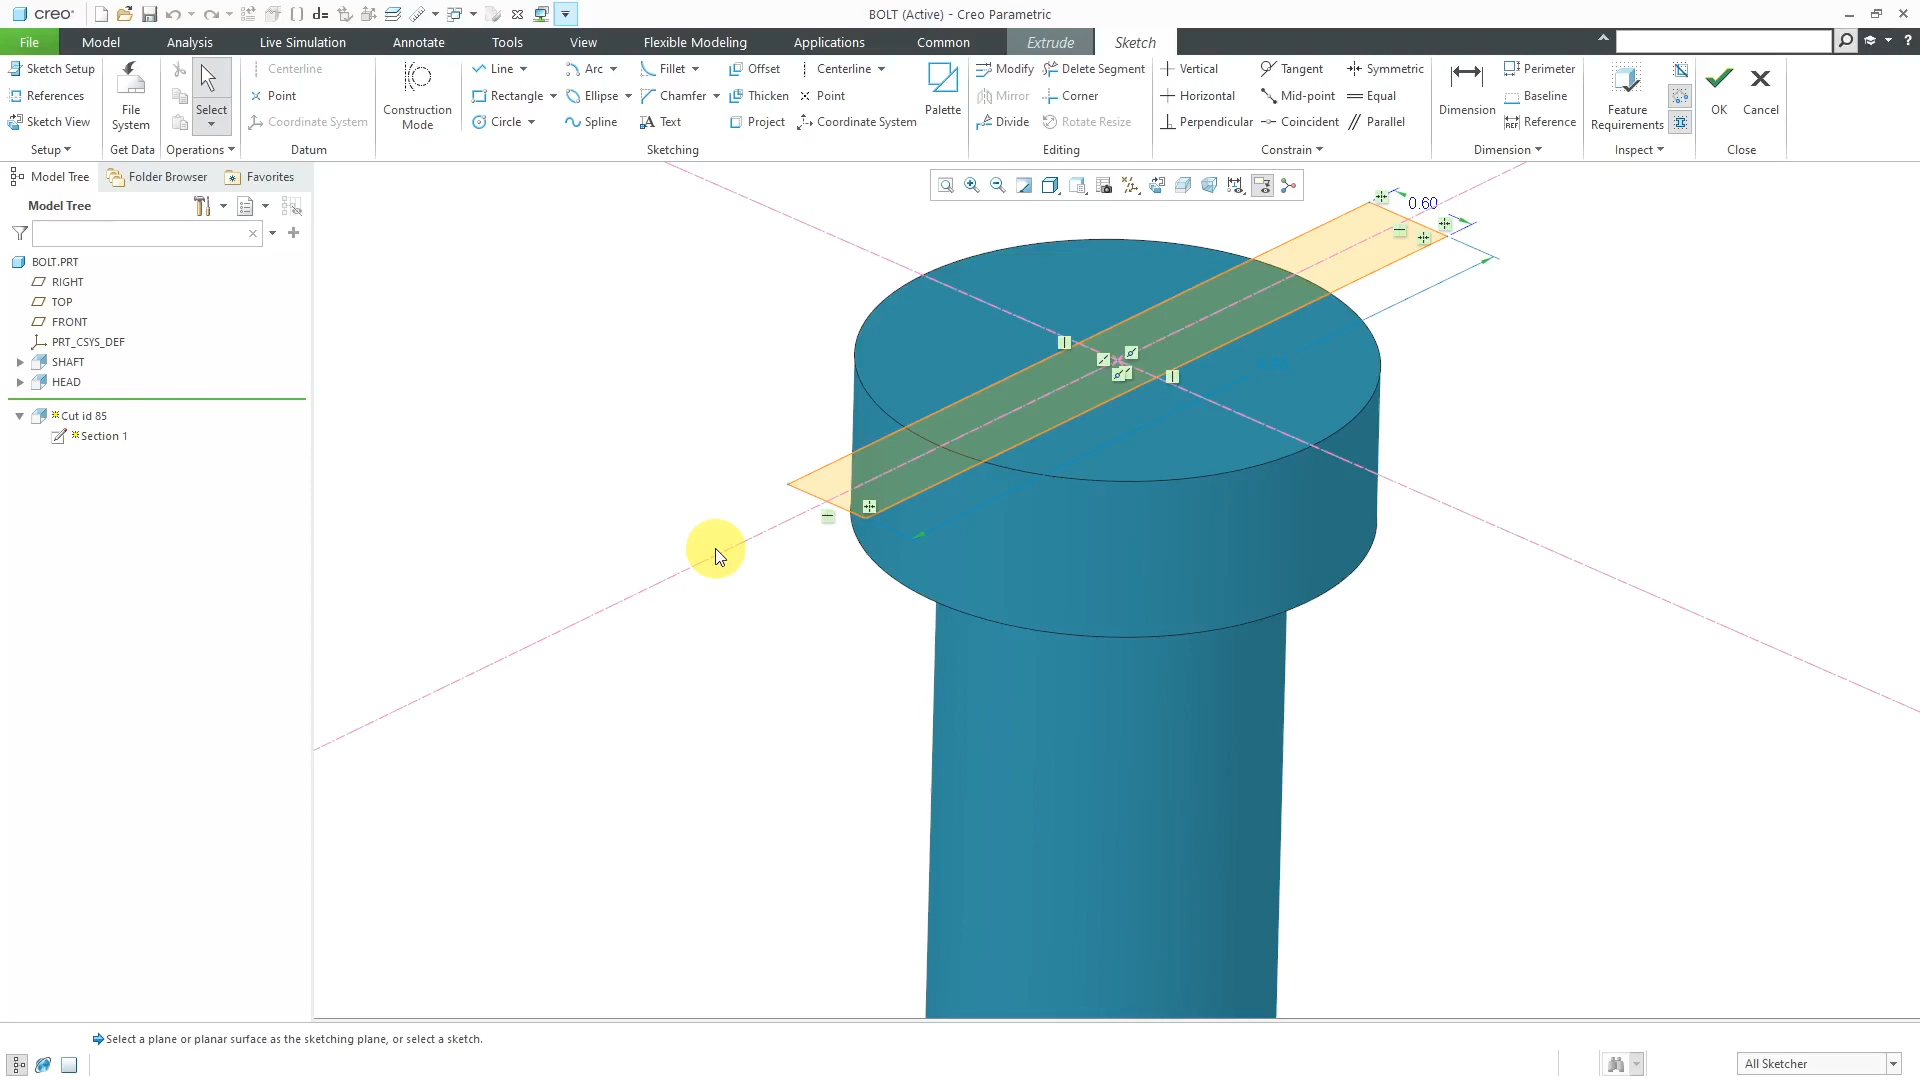 creo
BOLT (Active) - Creo Parametric
File Model Analysis Live Simulation Annotate Tools View Flexible Modeling Applications Common Extrude Sketch
Sketch Setup
References
Sketch View
Setup
File System
Get Data
Select
Operations
Centerline
Point
Coordinate System
Datum
Construction Mode
Line Arc Fillet Offset Centerline
Rectangle Ellipse Chamfer Thicken Point
Circle Spline Text Project Coordinate System
Palette
Sketching
Modify Delete Segment
Mirror Corner
Divide Rotate Resize
Editing
Vertical Tangent Symmetric
Horizontal Mid-point Equal
Perpendicular Coincident Parallel
Constrain
Dimension
Perimeter
Baseline
REF Reference
Dimension
Feature Requirements
Inspect
OK Cancel
Close
Model Tree Folder Browser Favorites
Model Tree
BOLT.PRT
RIGHT
TOP
FRONT
PRT_CSYS_DEF
SHAFT
HEAD
Cut id 85
Section 1
0.60
Select a plane or planar surface as the sketching plane, or select a sketch.
All Sketcher